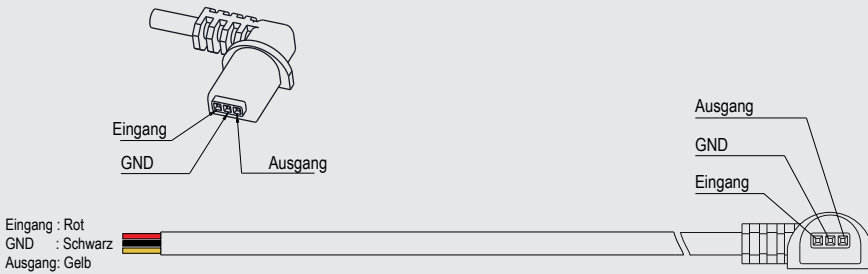 Eingang
GND
Ausgang
Ausgang
GND
Eingang
Eingang : Rot
GND : Schwarz
Ausgang: Gelb